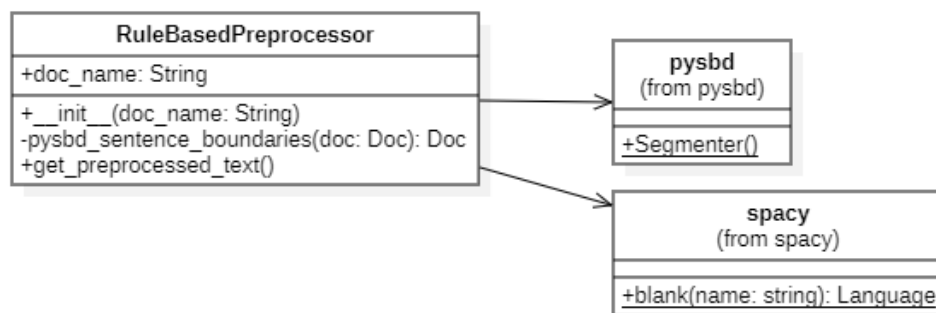 RuleBasedPreprocessor
+doc_name: String
+__init__(doc_name: String)
-pysbd_sentence_boundaries(doc: Doc): Doc
+get_preprocessed_text()
pysbd
(from pysbd)
+Segmenter()
spacy
(from spacy)
+blank(name: string): Language